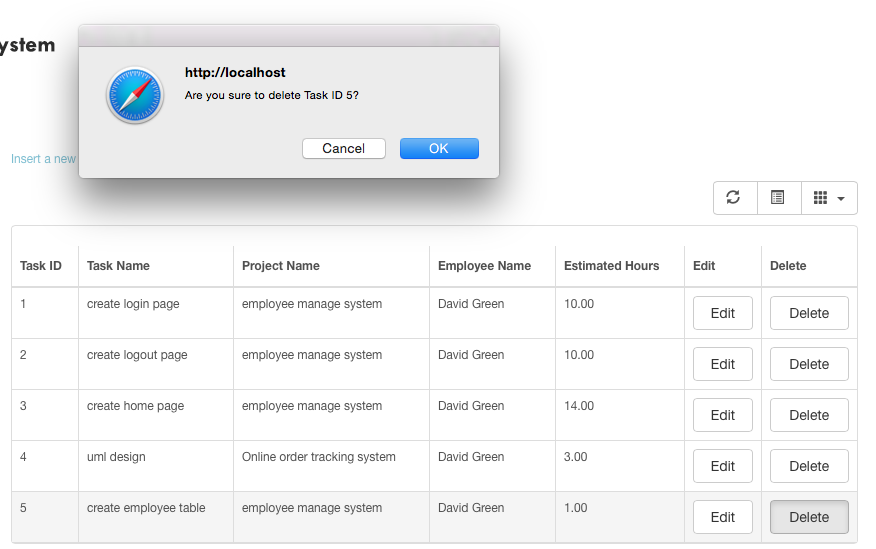 ystem
http://localhost
Are you sure to delete Task ID 5?
Cancel OK
Insert a new
Task ID Task Name Project Name Employee Name Estimated Hours Edit Delete
1 create login page employee manage system David Green 10.00 Edit Delete
2 create logout page employee manage system David Green 10.00 Edit Delete
3 create home page employee manage system David Green 14.00 Edit Delete
4 uml design Online order tracking system David Green 3.00 Edit Delete
5 create employee table employee manage system David Green 1.00 Edit Delete